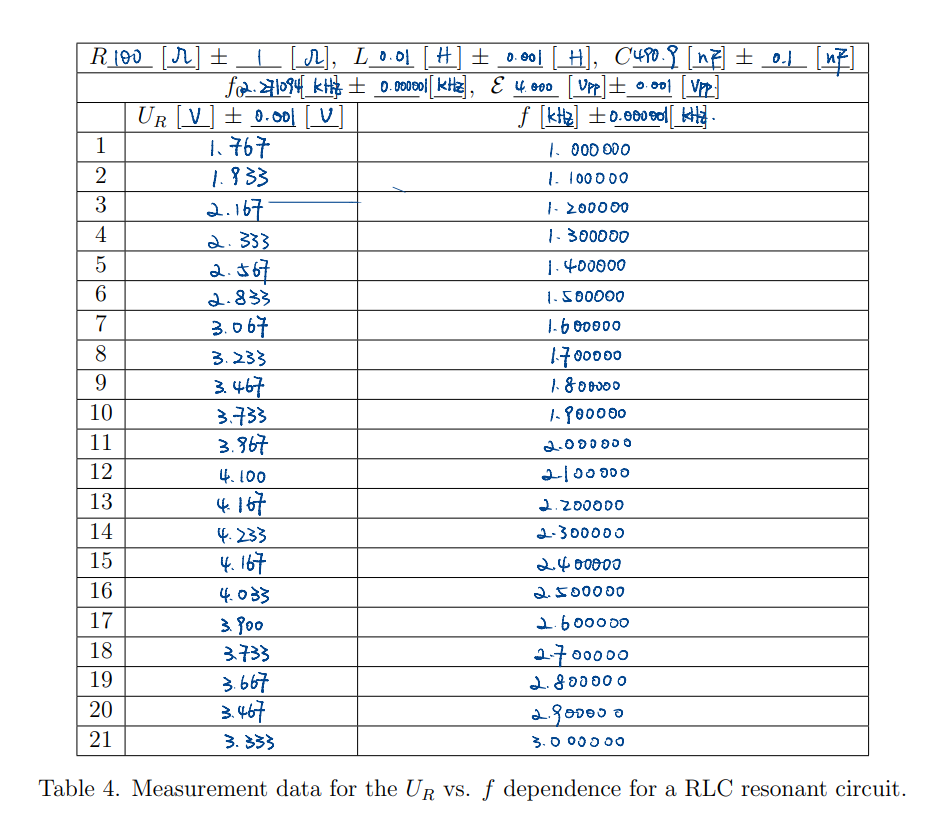 R 100 [Ω] ± 1 [Ω], L 0.01 [H] ± 0.001 [H], C 490.9 [nF] ± 0.1 [nF]
f₀ 2.271094 [kHz] ± 0.000001 [kHz], ℰ 4.000 [Vpp] ± 0.001 [Vpp]
U_R [V] ± 0.001 [V] f [kHz] ± 0.000001 [kHz].
1 1.767 1.000000
2 1.933 1.100000
3 2.167 1.200000
4 2.333 1.300000
5 2.567 1.400000
6 2.833 1.500000
7 3.067 1.600000
8 3.233 1.700000
9 3.467 1.800000
10 3.733 1.900000
11 3.967 2.000000
12 4.100 2.100000
13 4.167 2.200000
14 4.233 2.300000
15 4.167 2.400000
16 4.033 2.500000
17 3.900 2.600000
18 3.733 2.700000
19 3.667 2.800000
20 3.467 2.900000
21 3.333 3.000000
Table 4. Measurement data for the U_R vs. f dependence for a RLC resonant circuit.